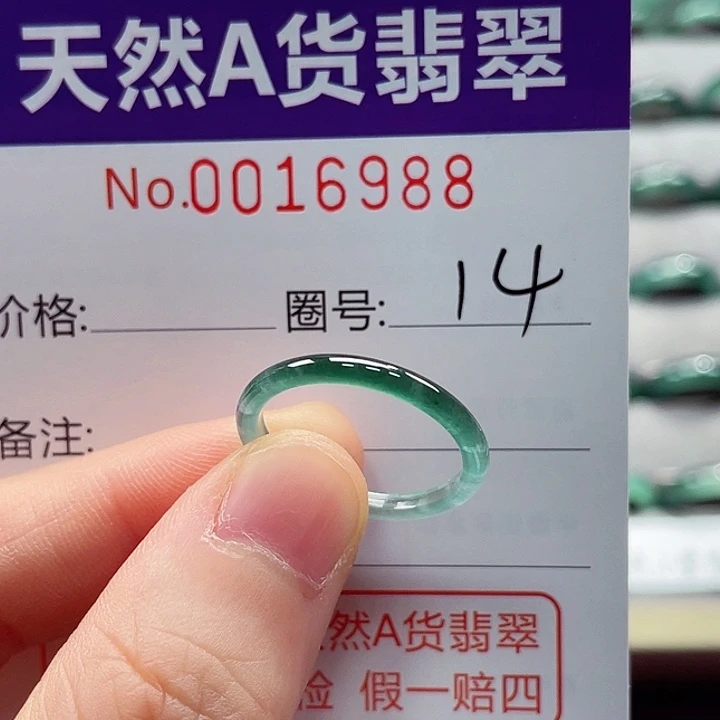 天然A货翡翠
No.0016988
价格: 圈号: 14
备注:
然A货翡翠
假一赔四